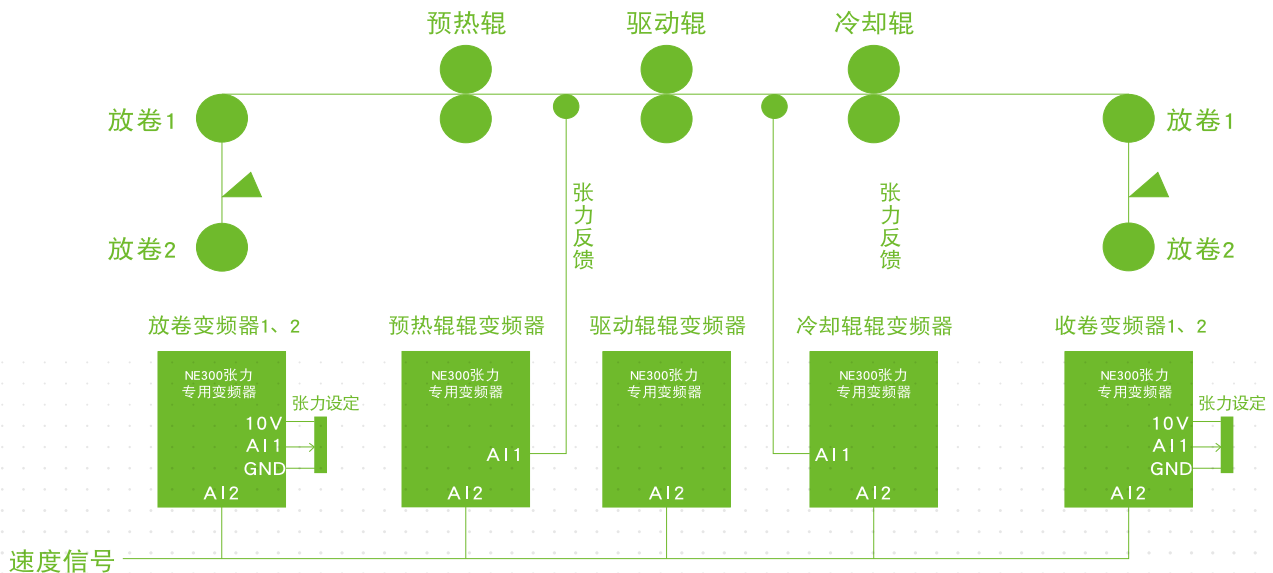 预热辊
驱动辊
冷却辊
放卷1
放卷1
张力反馈
张力反馈
放卷2
放卷2
放卷变频器1、2
预热辊辊变频器
驱动辊辊变频器
冷却辊辊变频器
收卷变频器1、2
NE300张力
专用变频器
张力设定
10V
AI1
GND
AI2
NE300张力
专用变频器
AI1
AI2
NE300张力
专用变频器
AI2
NE300张力
专用变频器
AI1
AI2
NE300张力
专用变频器
张力设定
10V
AI1
GND
AI2
速度信号